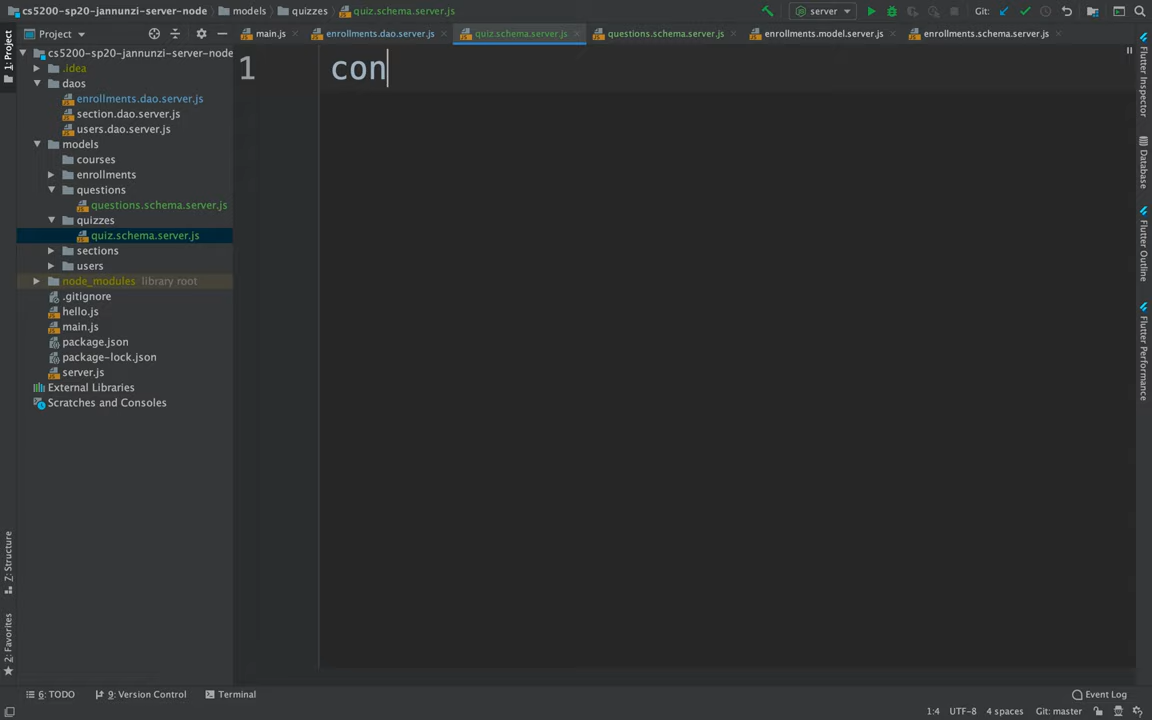 cs5200-sp20-jannunzi-server-node models quizzes quiz.schema.server.js server Git:
1: Project
Project
main.js enrollments.dao.server.js quiz.schema.server.js questions.schema.server.js enrollments.model.server.js enrollments.schema.server.js
cs5200-sp20-jannunzi-server-node
.idea
daos
enrollments.dao.server.js
section.dao.server.js
users.dao.server.js
models
courses
enrollments
questions
questions.schema.server.js
quizzes
quiz.schema.server.js
sections
users
node_modules library root
.gitignore
hello.js
main.js
package.json
package-lock.json
server.js
External Libraries
Scratches and Consoles
1 con
Flutter Inspector
Database
Flutter Outline
Flutter Performance
Z: Structure
2: Favorites
6: TODO 9: Version Control Terminal Event Log
1:4 UTF-8 4 spaces Git: master